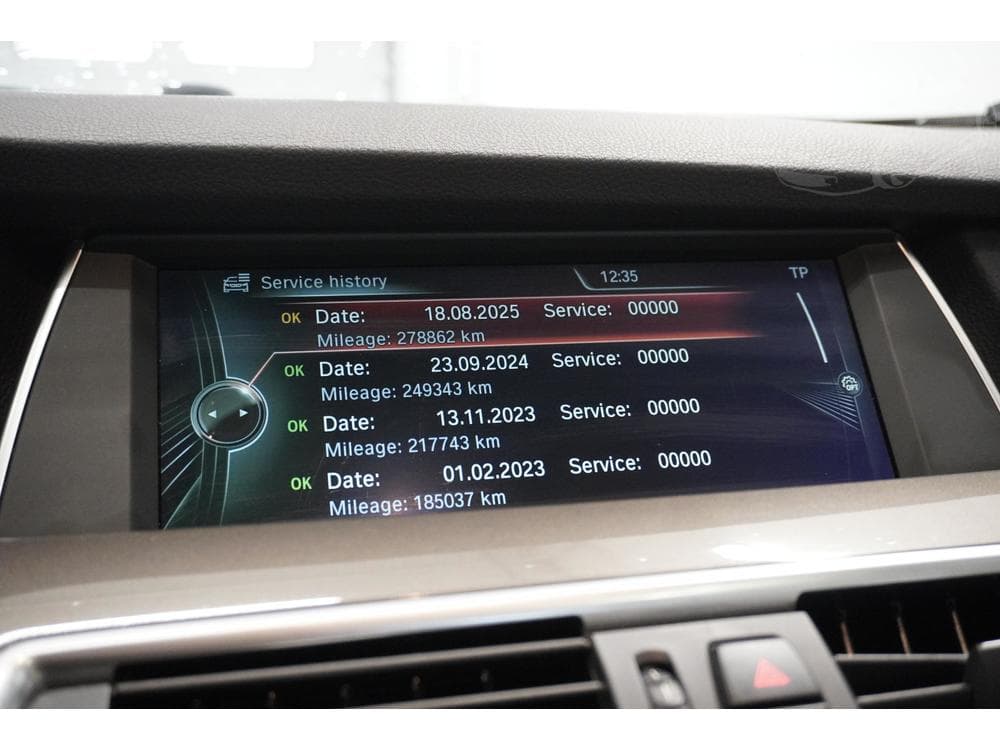 Service history 12:35 TP
OK Date: 18.08.2025 Service: 00000
Mileage: 278862 km
OK Date: 23.09.2024 Service: 00000
Mileage: 249343 km
OK Date: 13.11.2023 Service: 00000
Mileage: 217743 km
OK Date: 01.02.2023 Service: 00000
Mileage: 185037 km
OPT